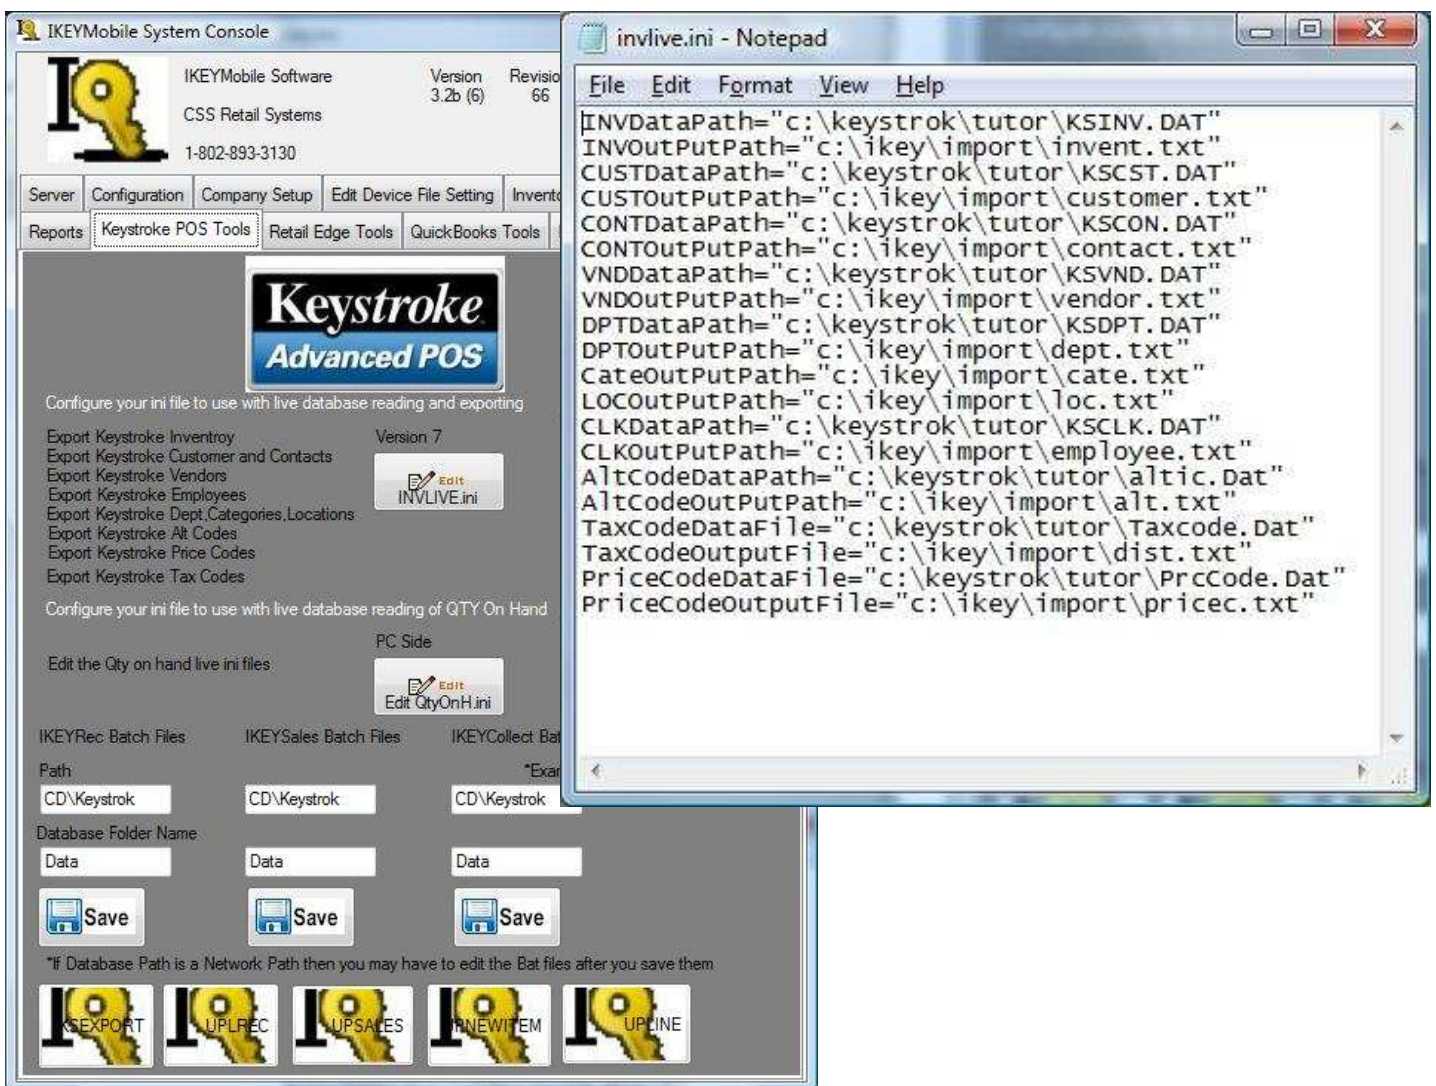 IKEYMobile System Console
IKEYMobile Software Version Revisio
3.2b (6) 66
CSS Retail Systems
1-802-893-3130
Server Configuration Company Setup Edit Device File Setting Invento
Reports Keystroke POS Tools Retail Edge Tools QuickBooks Tools
Keystroke
Advanced POS
Configure your ini file to use with live database reading and exporting
Export Keystroke Inventroy Version 7
Export Keystroke Customer and Contacts
Export Keystroke Vendors
Export Keystroke Employees
Export Keystroke Dept,Categories,Locations
Export Keystroke Alt Codes
Export Keystroke Price Codes
Export Keystroke Tax Codes
Edit
INVLIVE.ini
Configure your ini file to use with live database reading of QTY On Hand
PC Side
Edit the Qty on hand live ini files
Edit
Edit QtyOnH.ini
IKEYRec Batch Files IKEYSales Batch Files IKEYCollect Bat
Path *Exar
CD\Keystrok CD\Keystrok CD\Keystrok
Database Folder Name
Data Data Data
Save Save Save
*If Database Path is a Network Path then you may have to edit the Bat files after you save them
KSEXPORT UPLREC UPSALES UPNEWITEM UPLINE
invlive.ini - Notepad
File Edit Format View Help
INVDataPath="c:\keystrok\tutor\KSINV.DAT"
INVOutPutPath="c:\ikey\import\invent.txt"
CUSTDataPath="c:\keystrok\tutor\KSCST.DAT"
CUSTOutPutPath="c:\ikey\import\customer.txt"
CONTDataPath="c:\keystrok\tutor\KSCON.DAT"
CONTOutPutPath="c:\ikey\import\contact.txt"
VNDDataPath="c:\keystrok\tutor\KSVND.DAT"
VNDOutPutPath="c:\ikey\import\vendor.txt"
DPTDataPath="c:\keystrok\tutor\KSDPT.DAT"
DPTOutPutPath="c:\ikey\import\dept.txt"
CateOutPutPath="c:\ikey\import\cate.txt"
LOCOutPutPath="c:\ikey\import\loc.txt"
CLKDataPath="c:\keystrok\tutor\KSCLK.DAT"
CLKOutPutPath="c:\ikey\import\employee.txt"
AltCodeDataPath="c:\keystrok\tutor\altic.Dat"
AltCodeOutPutPath="c:\ikey\import\alt.txt"
TaxCodeDataFile="c:\keystrok\tutor\Taxcode.Dat"
TaxCodeOutputFile="c:\ikey\import\dist.txt"
PriceCodeDataFile="c:\keystrok\tutor\PrcCode.Dat"
PriceCodeOutputFile="c:\ikey\import\pricec.txt"